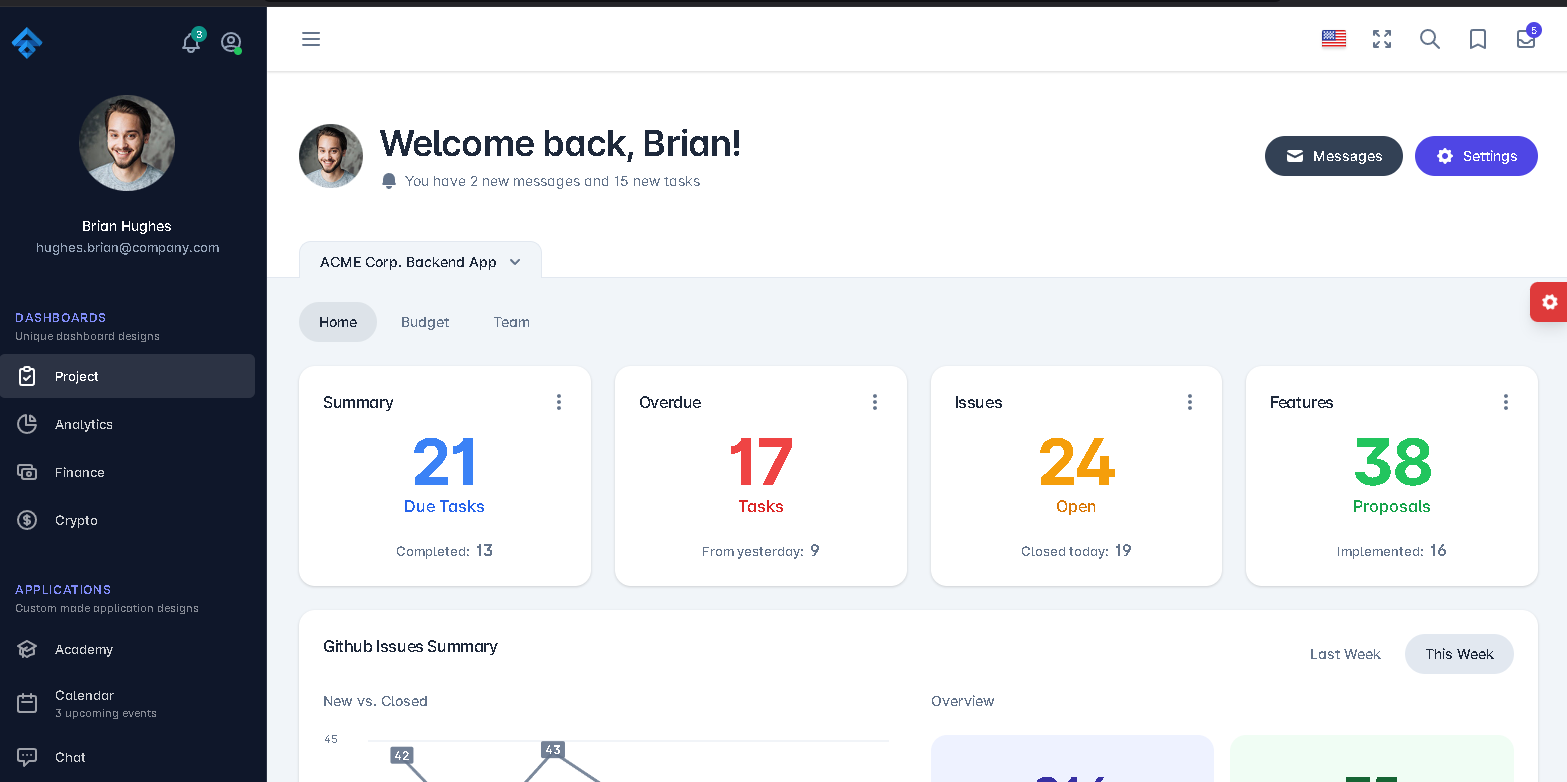 3
5
Brian Hughes
hughes.brian@company.com
DASHBOARDS
Unique dashboard designs
Project
Analytics
Finance
Crypto
APPLICATIONS
Custom made application designs
Academy
Calendar
3 upcoming events
Chat
Welcome back, Brian!
You have 2 new messages and 15 new tasks
Messages
Settings
ACME Corp. Backend App
Home
Budget
Team
Summary
21
Due Tasks
Completed: 13
Overdue
17
Tasks
From yesterday: 9
Issues
24
Open
Closed today: 19
Features
38
Proposals
Implemented: 16
Github Issues Summary
Last Week
This Week
New vs. Closed
45
42
43
Overview